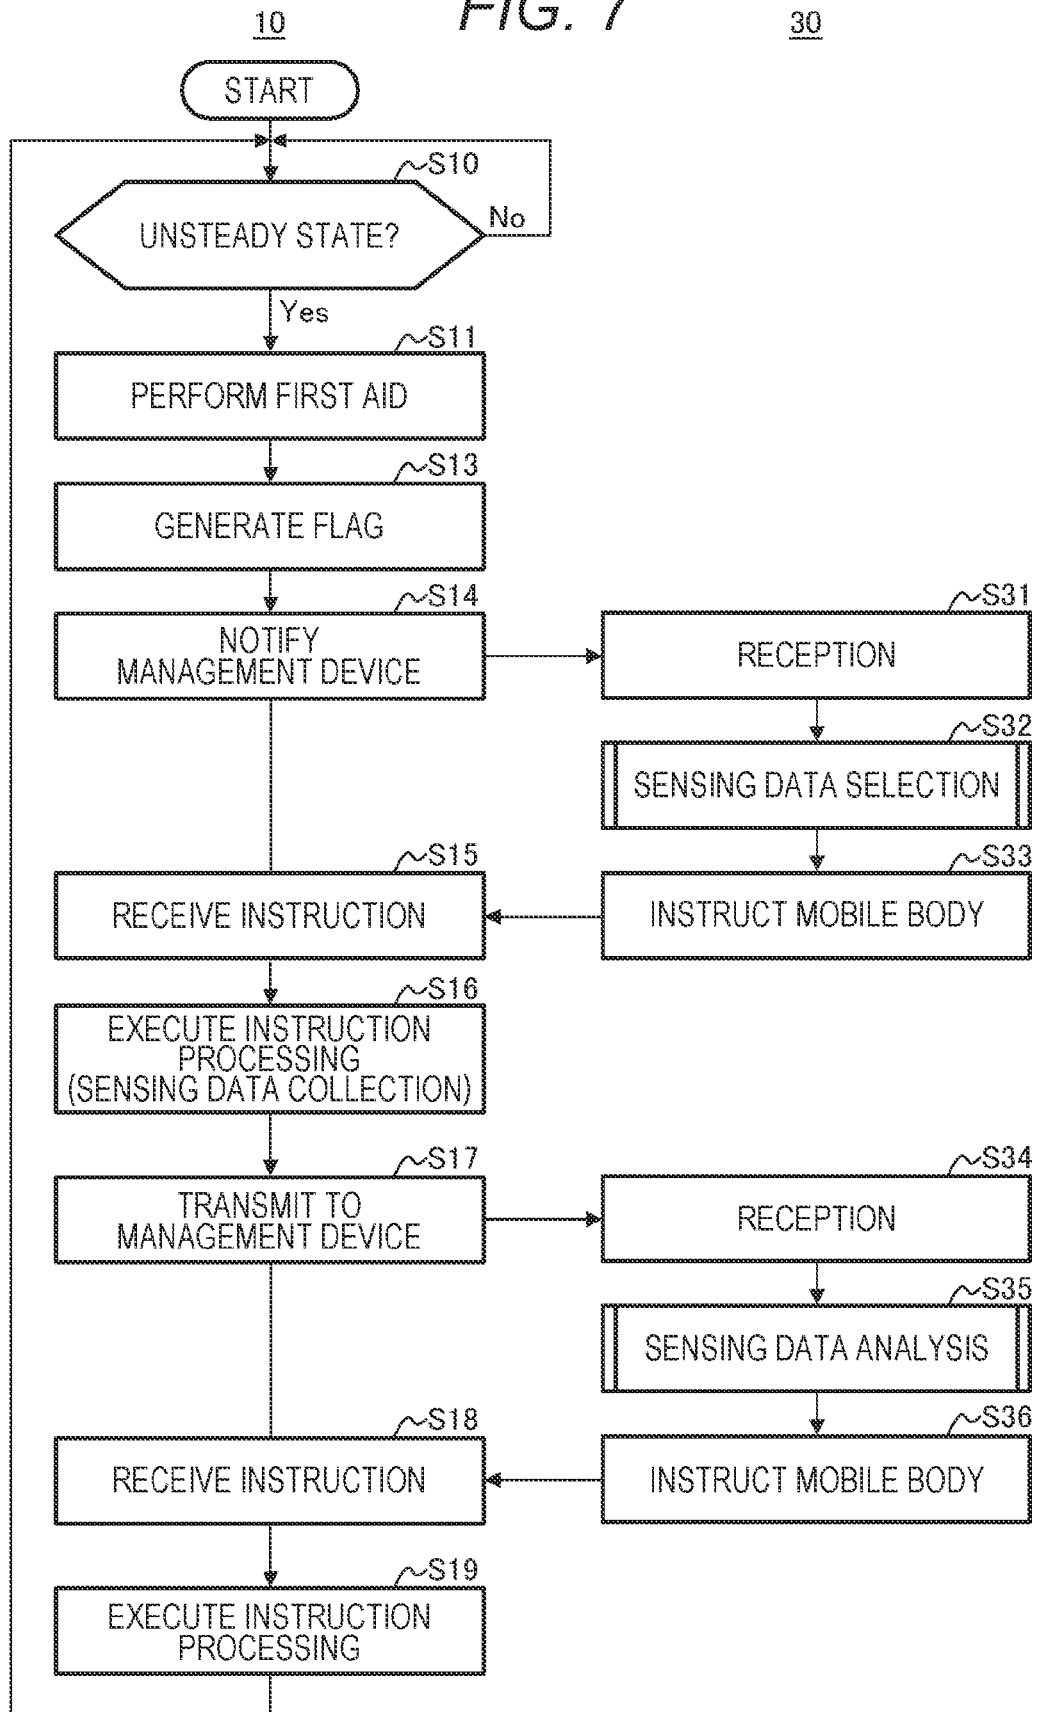 FIG. 7
10
30
START
S10
UNSTEADY STATE?
No
Yes
S11
PERFORM FIRST AID
S13
GENERATE FLAG
S14
NOTIFY
MANAGEMENT DEVICE
S31
RECEPTION
S32
SENSING DATA SELECTION
S15
RECEIVE INSTRUCTION
S33
INSTRUCT MOBILE BODY
S16
EXECUTE INSTRUCTION
PROCESSING
(SENSING DATA COLLECTION)
S17
TRANSMIT TO
MANAGEMENT DEVICE
S34
RECEPTION
S35
SENSING DATA ANALYSIS
S18
RECEIVE INSTRUCTION
S36
INSTRUCT MOBILE BODY
S19
EXECUTE INSTRUCTION
PROCESSING